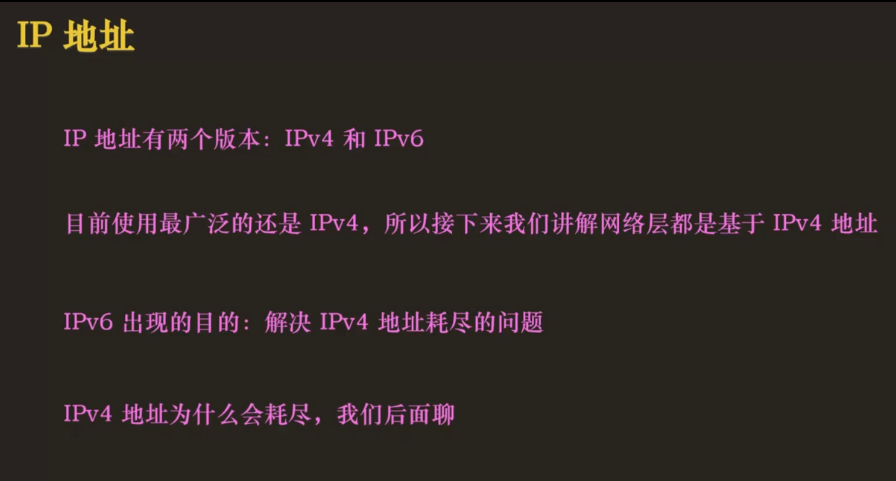 IP 地址
IP 地址有两个版本：IPv4 和 IPv6
目前使用最广泛的还是 IPv4，所以接下来我们讲解网络层都是基于 IPv4 地址
IPv6 出现的目的：解决 IPv4 地址耗尽的问题
IPv4 地址为什么会耗尽，我们后面聊